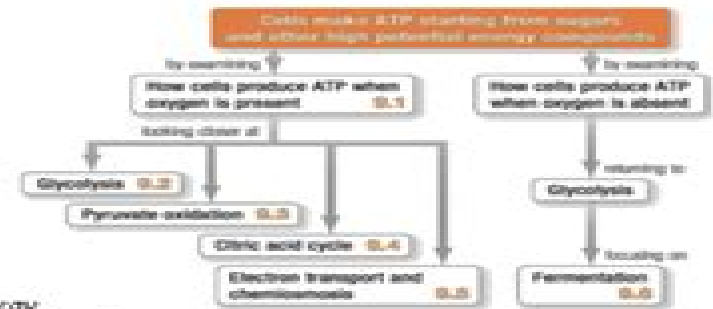 Cells make ATP starting from sugars
and other high potential energy compounds
by examining
How cells produce ATP when
oxygen is present 9.1
looking closer at
Glycolysis 9.2
Pyruvate oxidation 9.3
Citric acid cycle 9.4
Electron transport and
chemiosmosis 9.5
by examining
How cells produce ATP
when oxygen is absent
returning to
Glycolysis
focusing on
Fermentation
9.6